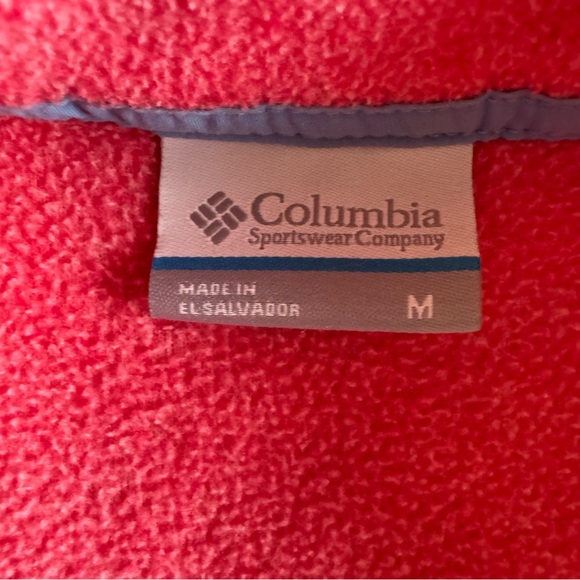 Columbia
Sportswear Company
MADE IN
EL SALVADOR
M